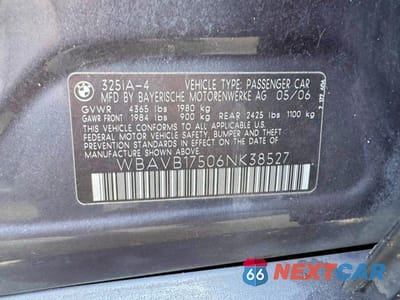 325IA-4 VEHICLE TYPE: PASSENGER CAR
MFD BY BAYERISCHE MOTORENWERKE AG 05/06
GVWR 4365 lbs 1980 kg
GAWR FRONT 1984 lbs 900 kg GAWR REAR 2425 lbs 1100 kg
THIS VEHICLE CONFORMS TO ALL APPLICABLE
FEDERAL MOTOR VEHICLE SAFETY, BUMPER AND THEFT
PREVENTION STANDARDS IN EFFECT ON THE DATE OF
MANUFACTURE SHOWN ABOVE.
WBAVB17506NK38527
66 NEXTCAR